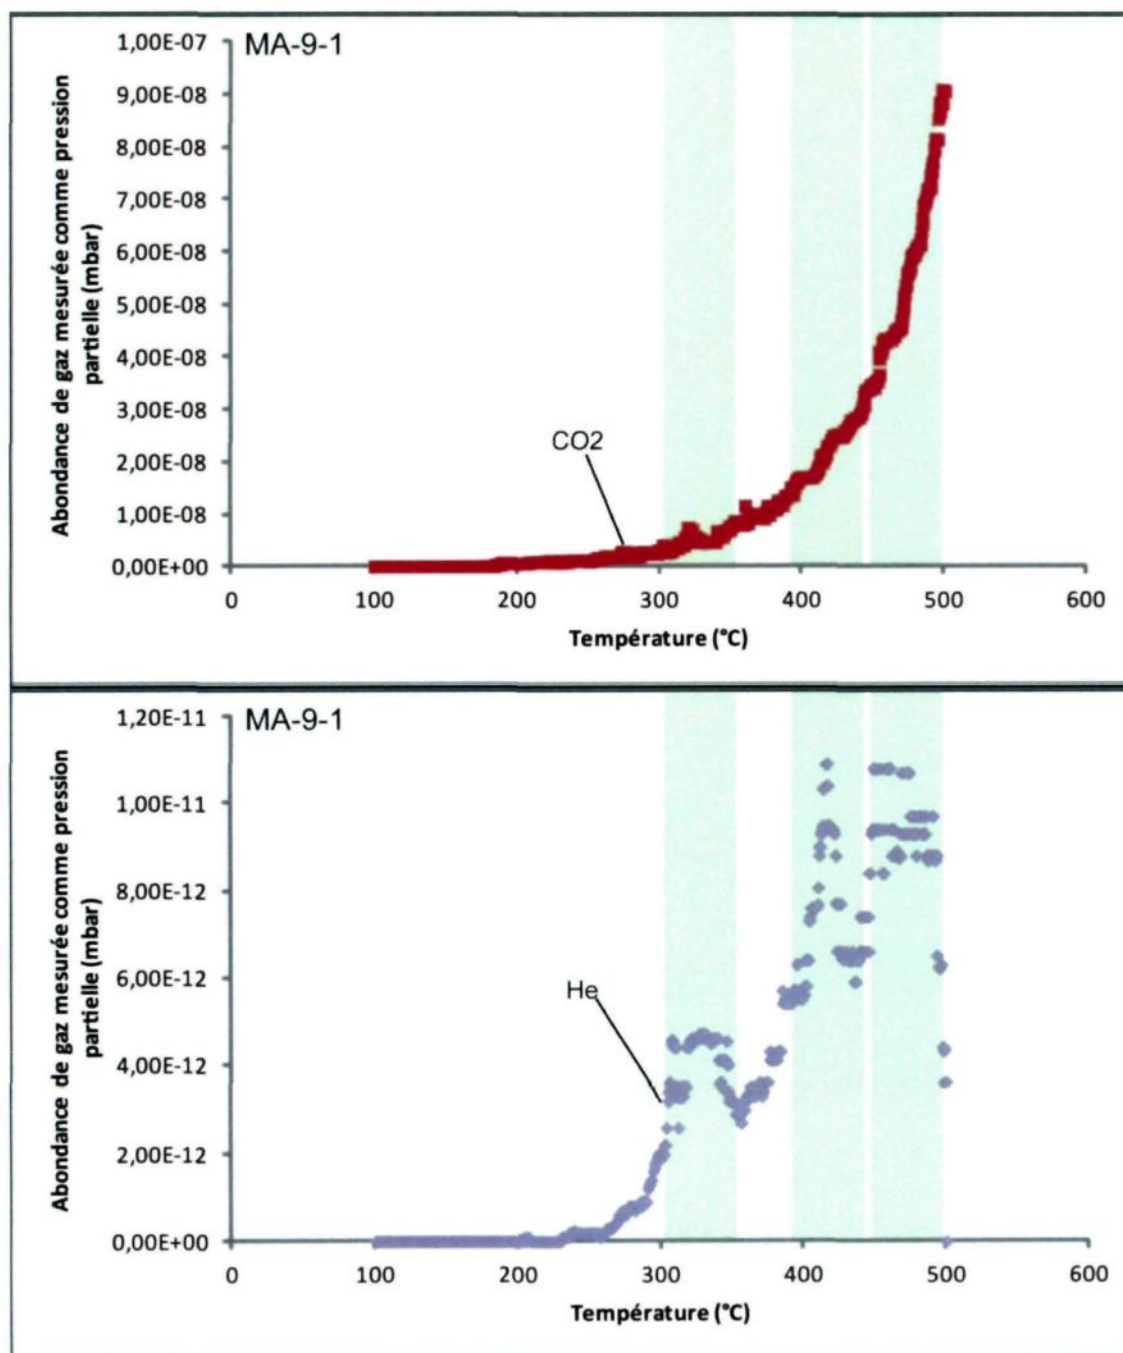 MA-9-1
Abondance de gaz mesurée comme pression
partielle (mbar)
1,00E-07
9,00E-08
8,00E-08
7,00E-08
6,00E-08
5,00E-08
4,00E-08
3,00E-08
2,00E-08
1,00E-08
0,00E+00
CO2
0 100 200 300 400 500 600
Température (°C)
MA-9-1
Abondance de gaz mesurée comme pression
partielle (mbar)
1,20E-11
1,00E-11
8,00E-12
6,00E-12
4,00E-12
2,00E-12
0,00E+00
He
0 100 200 300 400 500 600
Température (°C)